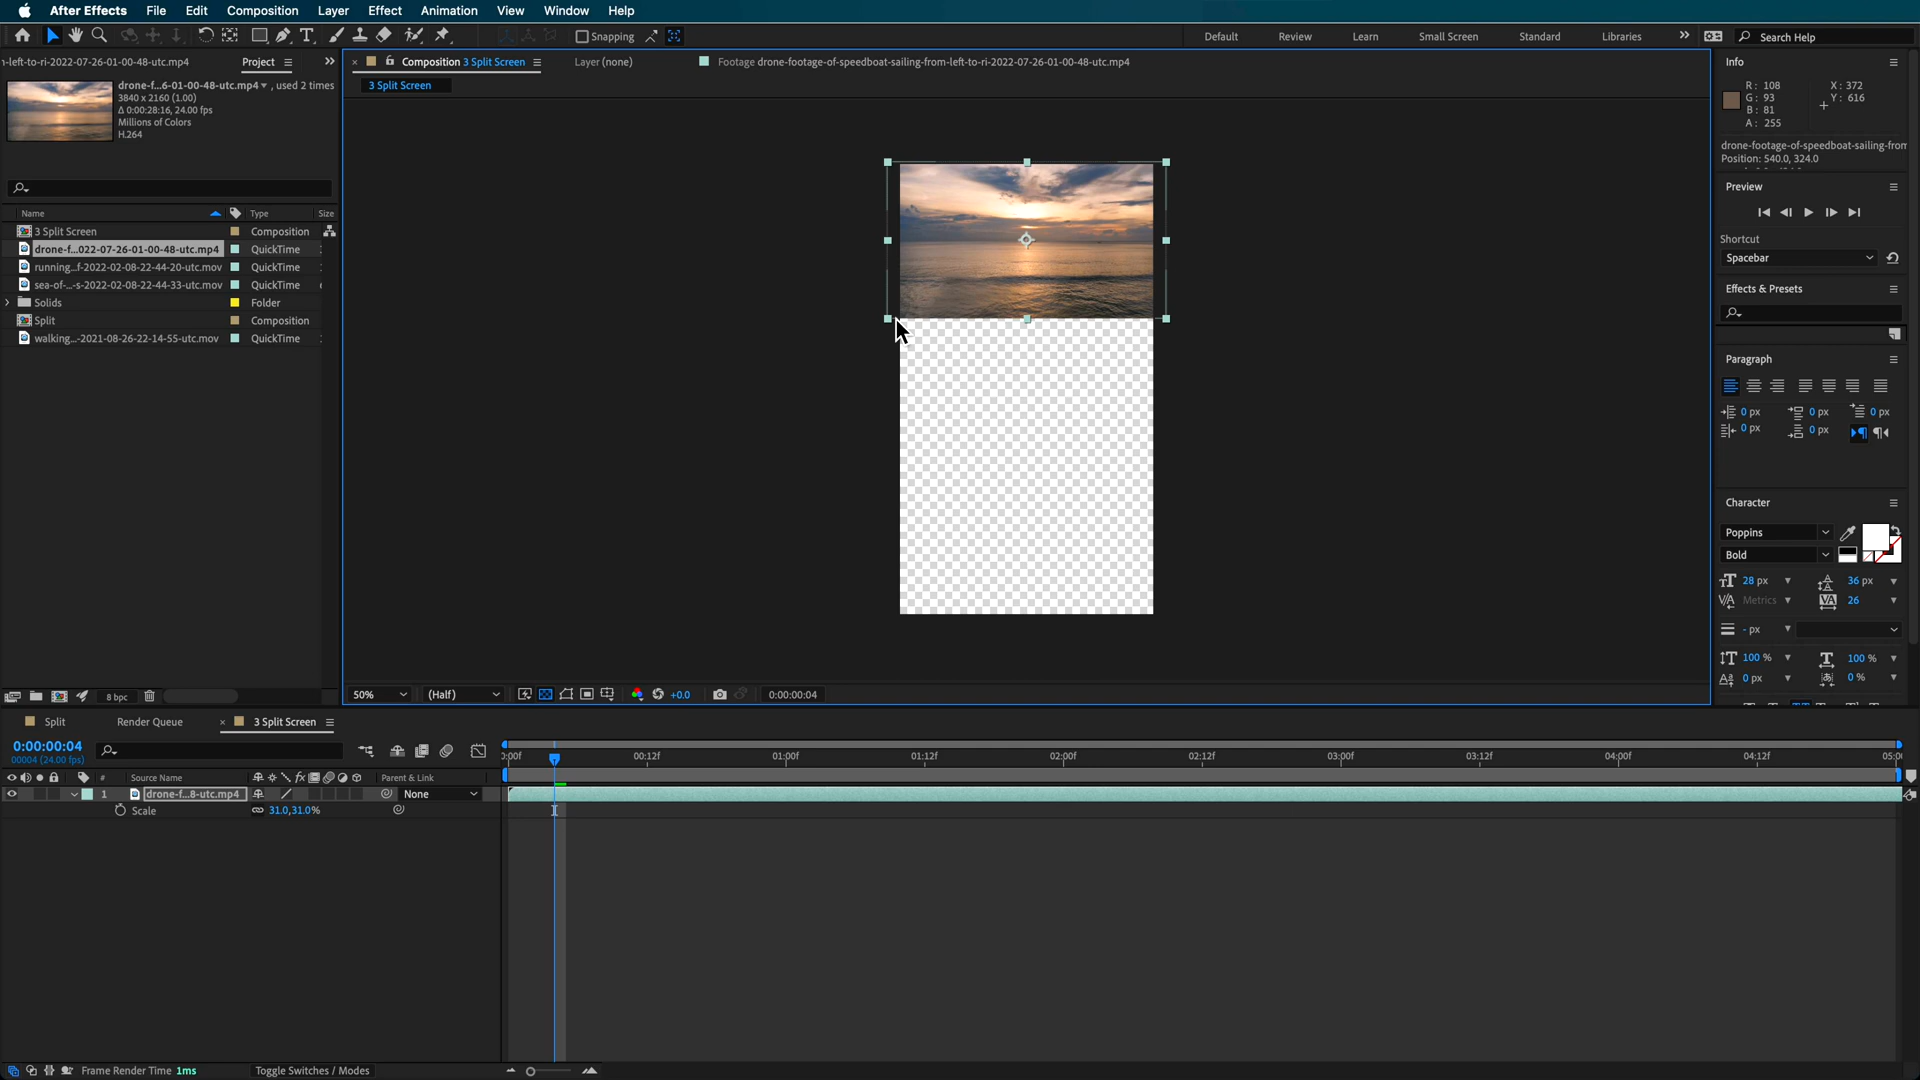 After Effects File Edit Composition Layer Effect Animation View Window Help
Snapping Default Review Learn Small Screen Standard Libraries Search Help
-left-to-ri-2022-07-26-01-00-48-utc.mp4 Project
drone-f...6-01-00-48-utc.mp4 , used 2 times
3840 x 2160 (1.00)
Δ 0:00:28:16, 24.00 fps
Millions of Colors
H.264
Name Type Size
3 Split Screen Composition
drone-f...022-07-26-01-00-48-utc.mp4 QuickTime
running...f-2022-02-08-22-44-20-utc.mov QuickTime
sea-of-...-s-2022-02-08-22-44-33-utc.mov QuickTime
Solids Folder
Split Composition
walking...-2021-08-26-22-14-55-utc.mov QuickTime
8 bpc
Composition 3 Split Screen Layer (none) Footage drone-footage-of-speedboat-sailing-from-left-to-ri-2022-07-26-01-00-48-utc.mp4
3 Split Screen
50% (Half) +0.0 0:00:00:04
Info
R: 108 X: 372
G: 93 Y: 616
B: 81
A: 255
drone-footage-of-speedboat-sailing-from
Position: 540.0, 324.0
Preview
Shortcut
Spacebar
Effects & Presets
Paragraph
0 px 0 px 0 px
0 px 0 px
Character
Poppins
Bold
28 px 36 px
Metrics 26
- px
100 % 100 %
0 px 0 %
Split Render Queue 3 Split Screen
0:00:00:04
00004 (24.00 fps)
:00f 00:12f 01:00f 01:12f 02:00f 02:12f 03:00f 03:12f 04:00f 04:12f 05:0
# Source Name Parent & Link
1 drone-f...8-utc.mp4 None
Scale 31.0,31.0%
Frame Render Time 1ms Toggle Switches / Modes